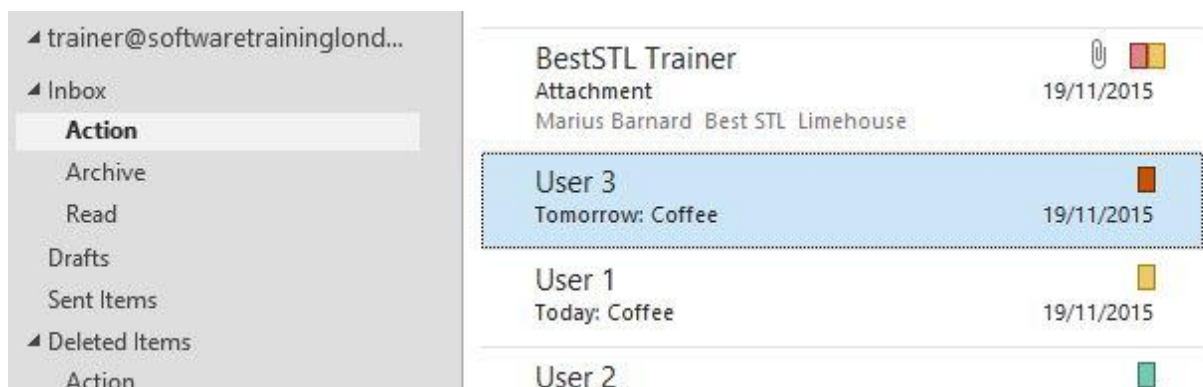 trainer@softwaretraininglond...
Inbox
Action
Archive
Read
Drafts
Sent Items
Deleted Items
Action
BestSTL Trainer
Attachment
19/11/2015
Marius Barnard Best STL Limehouse
User 3
Tomorrow: Coffee
19/11/2015
User 1
Today: Coffee
19/11/2015
User 2